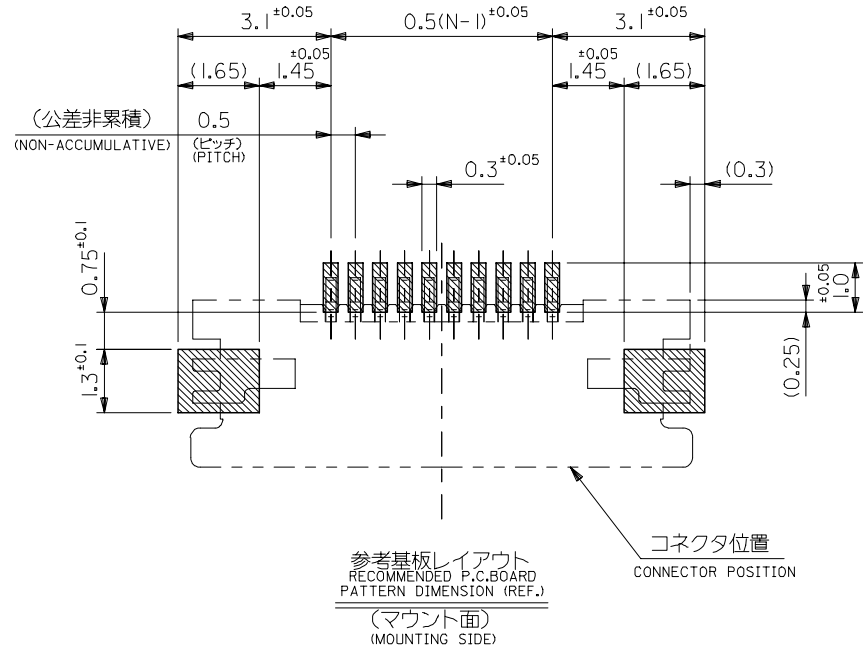 3.1±0.05
0.5(N-1)±0.05
3.1±0.05
(1.65)
1.45±0.05
1.45±0.05
(1.65)
(公差非累積)
(NON-ACCUMULATIVE)
0.5
(ピッチ)
(PITCH)
0.3±0.05
(0.3)
0.75±0.1
1.3±0.1
1.0±0.05
(0.25)
コネクタ位置
CONNECTOR POSITION
参考基板レイアウト
RECOMMENDED P.C.BOARD
PATTERN DIMENSION (REF.)
(マウント面)
(MOUNTING SIDE)